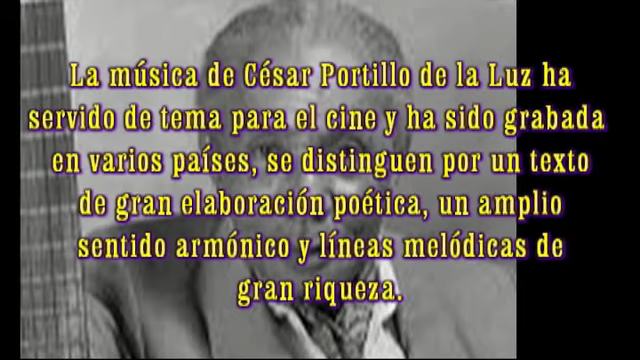 La música de César Portillo de la Luz ha
servido de tema para el cine y ha sido grabada
en varios países, se distinguen por un texto
de gran elaboración poética, un amplio
sentido armónico y líneas melódicas de
gran riqueza.